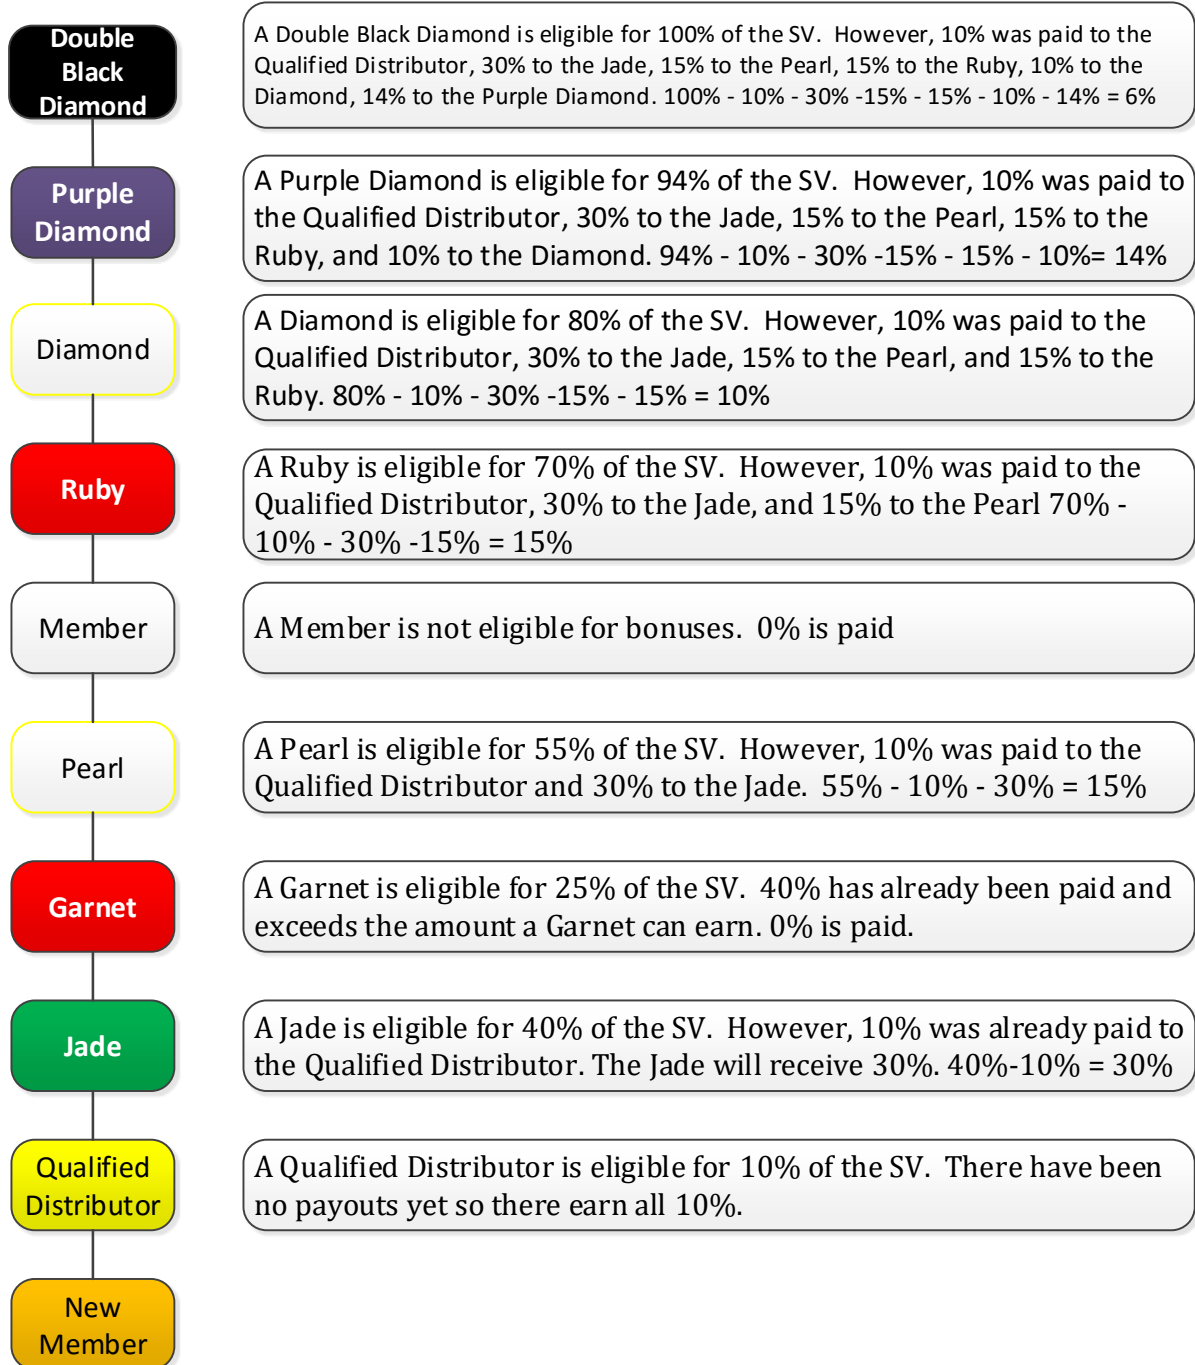 Double
Black
Diamond
A Double Black Diamond is eligible for 100% of the SV.  However, 10% was paid to the
Qualified Distributor, 30% to the Jade, 15% to the Pearl, 15% to the Ruby, 10% to the
Diamond, 14% to the Purple Diamond. 100% - 10% - 30% -15% - 15% - 10% - 14% = 6%
Purple
Diamond
A Purple Diamond is eligible for 94% of the SV.  However, 10% was paid to
the Qualified Distributor, 30% to the Jade, 15% to the Pearl, 15% to the
Ruby, and 10% to the Diamond. 94% - 10% - 30% -15% - 15% - 10%= 14%
Diamond
A Diamond is eligible for 80% of the SV.  However, 10% was paid to the
Qualified Distributor, 30% to the Jade, 15% to the Pearl, and 15% to the
Ruby. 80% - 10% - 30% -15% - 15% = 10%
Ruby
A Ruby is eligible for 70% of the SV.  However, 10% was paid to the
Qualified Distributor, 30% to the Jade, and 15% to the Pearl 70% -
10% - 30% -15% = 15%
Member
A Member is not eligible for bonuses.  0% is paid
Pearl
A Pearl is eligible for 55% of the SV.  However, 10% was paid to the
Qualified Distributor and 30% to the Jade.  55% - 10% - 30% = 15%
Garnet
A Garnet is eligible for 25% of the SV.  40% has already been paid and
exceeds the amount a Garnet can earn. 0% is paid.
Jade
A Jade is eligible for 40% of the SV.  However, 10% was already paid to
the Qualified Distributor. The Jade will receive 30%. 40%-10% = 30%
Qualified
Distributor
A Qualified Distributor is eligible for 10% of the SV.  There have been
no payouts yet so there earn all 10%.
New
Member